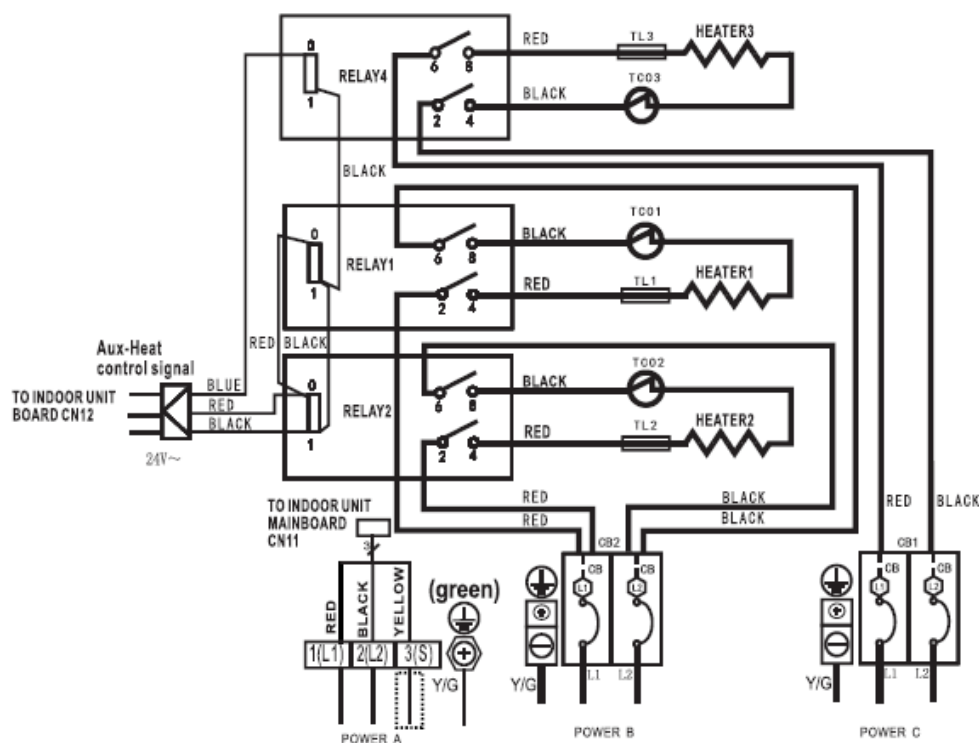 0
RELAY4
1
6
8
2
4
RED
TL3
HEATER3
BLACK
TCO3
BLACK
0
RELAY1
1
6
8
2
4
BLACK
TCO1
RED
TL1
HEATER1
RED
BLACK
Aux-Heat
control signal
TO INDOOR UNIT
BOARD CN12
BLUE
RED
BLACK
24V~
0
RELAY2
1
6
8
2
4
BLACK
TCO2
RED
TL2
HEATER2
RED
BLACK
RED
BLACK
RED
BLACK
TO INDOOR UNIT
MAINBOARD
CN11
3
RED
BLACK
YELLOW
(green)
1(L1)
2(L2)
3(S)
Y/G
POWER A
CB2
CB
CB
L1
L2
Y/G
L1
L2
POWER B
CB1
CB
CB
L1
L2
Y/G
L1
L2
POWER C